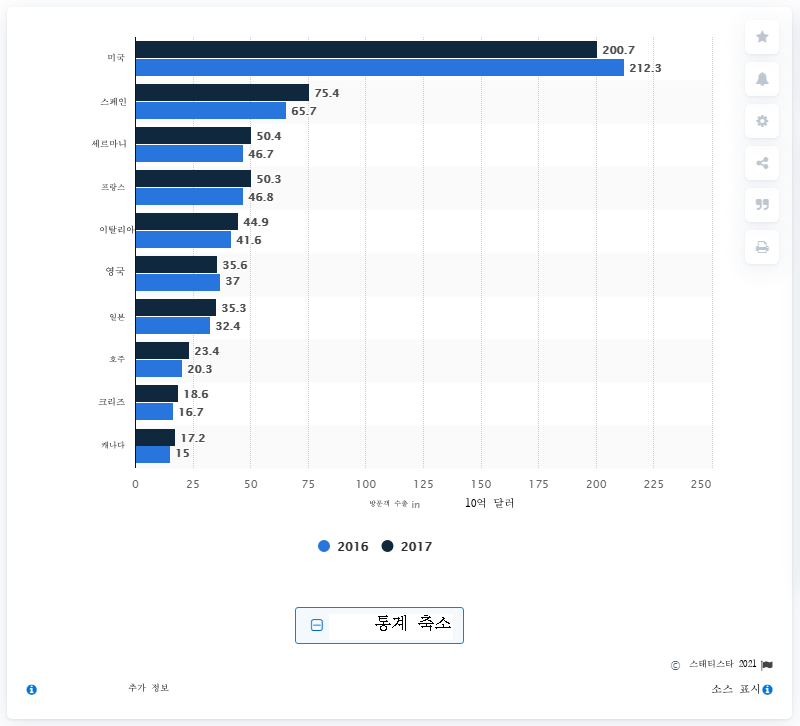 미국
200.7
212.3
스페인
75.4
65.7
세르마니
50.4
46.7
프랑스
50.3
46.8
이탈리아
44.9
41.6
영국
35.6
37
일본
35.3
32.4
호주
23.4
20.3
크리즈
18.6
16.7
캐나다
17.2
15
0 25 50 75 100 125 150 175 200 225 250
방문객 수출 in 10억 달러
2016 2017
통계 축소
© 스태티스타 2021
추가 정보
소스 표시